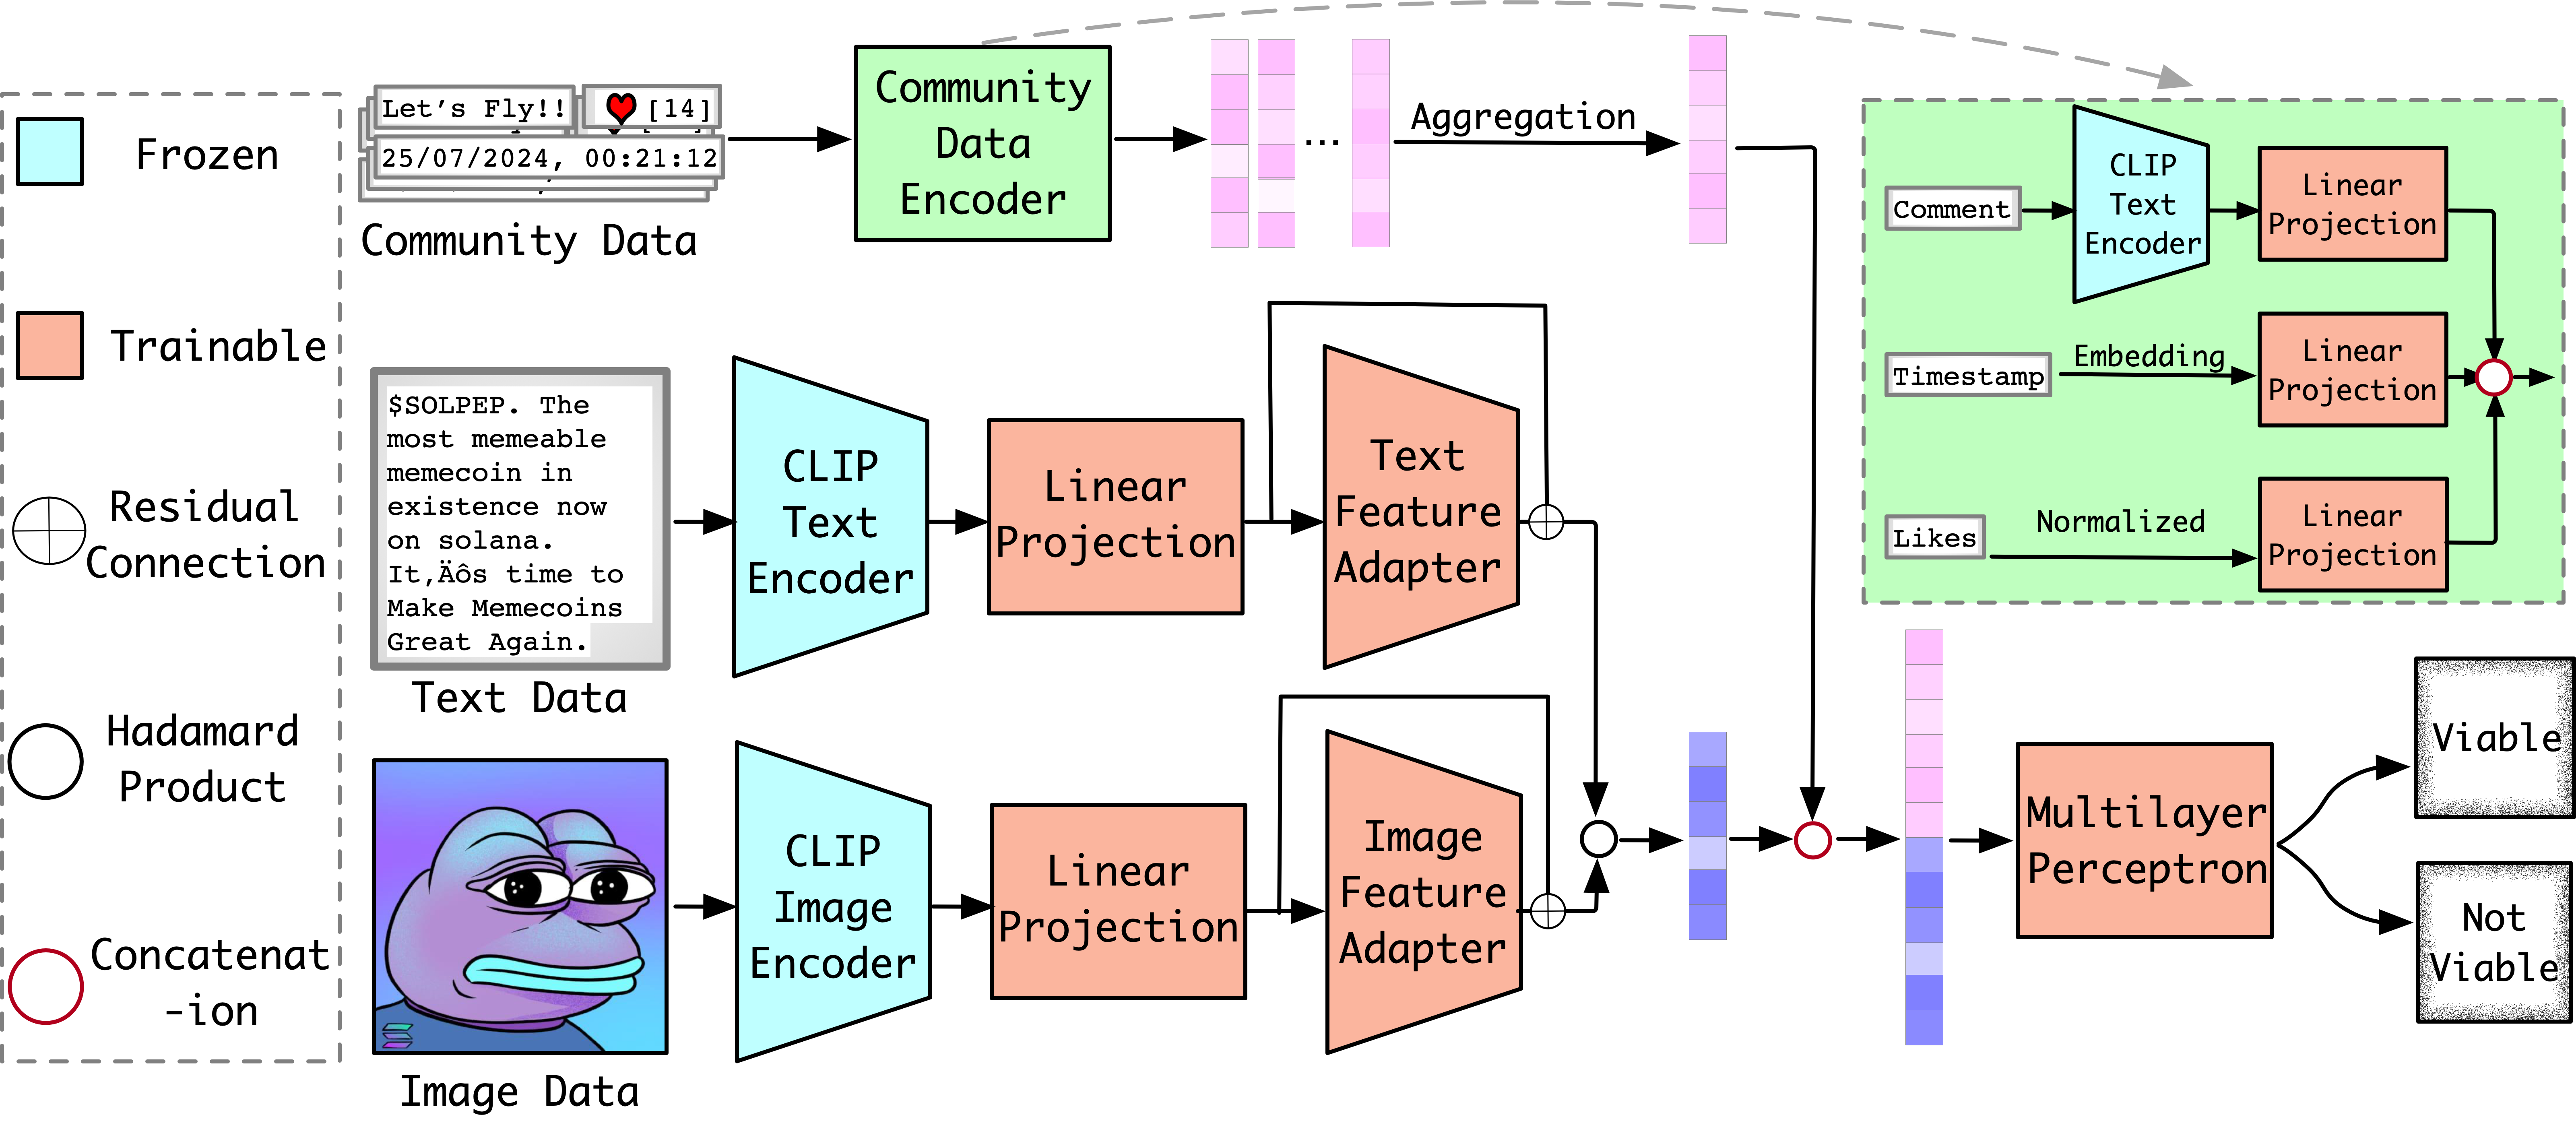 Frozen
Trainable
Residual
Connection
Hadamard
Product
Concatenat
-ion
Let's Fly!!
[14]
25/07/2024, 00:21:12
Community Data
Community
Data
Encoder
...
Aggregation
$SOLPEP. The
most memeable
memecoin in
existence now
on solana.
It‚Äôs time to
Make Memecoins
Great Again.
Text Data
CLIP
Text
Encoder
Linear
Projection
Text
Feature
Adapter
Image Data
CLIP
Image
Encoder
Linear
Projection
Image
Feature
Adapter
Comment
CLIP
Text
Encoder
Linear
Projection
Timestamp
Embedding
Linear
Projection
Likes
Normalized
Linear
Projection
Multilayer
Perceptron
Viable
Not
Viable